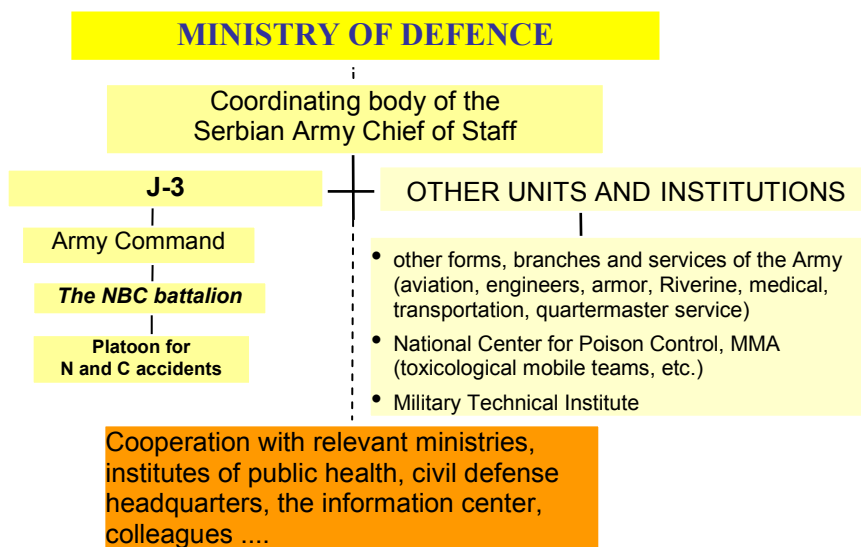 MINISTRY OF DEFENCE
Coordinating body of the
Serbian Army Chief of Staff
J-3
Army Command
The NBC battalion
Platoon for
N and C accidents
OTHER UNITS AND INSTITUTIONS
• other forms, branches and services of the Army
(aviation, engineers, armor, Riverine, medical,
transportation, quartermaster service)
• National Center for Poison Control, MMA
(toxicological mobile teams, etc.)
• Military Technical Institute
Cooperation with relevant ministries,
institutes of public health, civil defense
headquarters, the information center,
colleagues ....